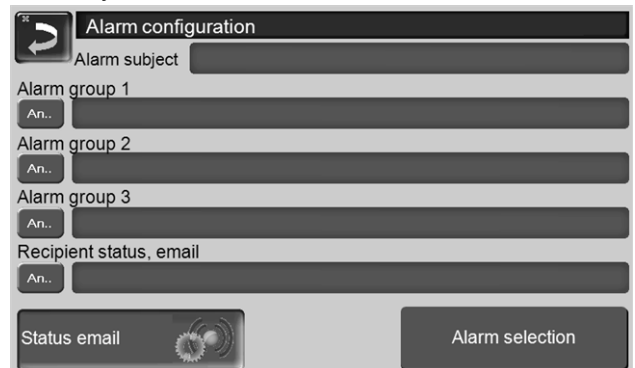 Alarm configuration
Alarm subject
Alarm group 1
An..
Alarm group 2
An..
Alarm group 3
An..
Recipient status, email
An..
Status email
Alarm selection